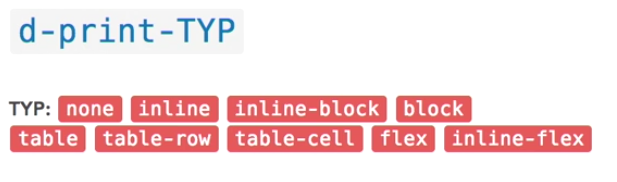 d-print-TYP
TYP: none inline inline-block block
table table-row table-cell flex inline-flex